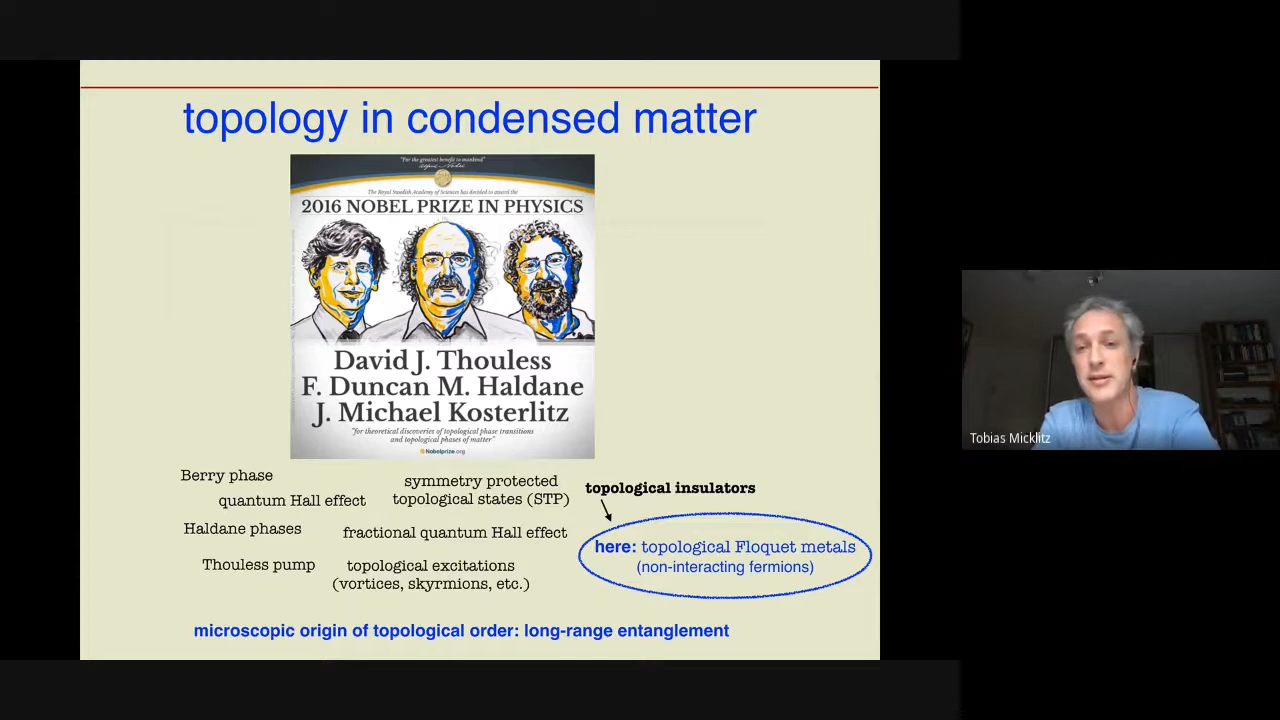 topology in condensed matter
"For the greatest benefit to mankind"
Alfred Nobel
The Royal Swedish Academy of Sciences has decided to award the
2016 NOBEL PRIZE IN PHYSICS
David J. Thouless
F. Duncan M. Haldane
J. Michael Kosterlitz
"for theoretical discoveries of topological phase transitions
and topological phases of matter"
Nobelprize.org
Berry phase
quantum Hall effect
Haldane phases
Thouless pump
symmetry protected
topological states (STP)
fractional quantum Hall effect
topological excitations
(vortices, skyrmions, etc.)
topological insulators
here: topological Floquet metals
(non-interacting fermions)
microscopic origin of topological order: long-range entanglement
Tobias Micklitz